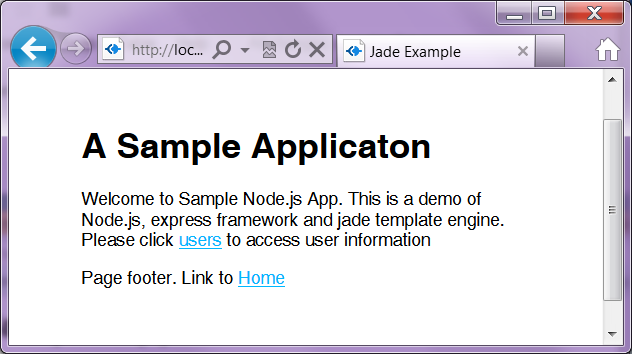 http://loc...
Jade Example
A Sample Applicaton
Welcome to Sample Node.js App. This is a demo of
Node.js, express framework and jade template engine.
Please click users to access user information
Page footer. Link to Home